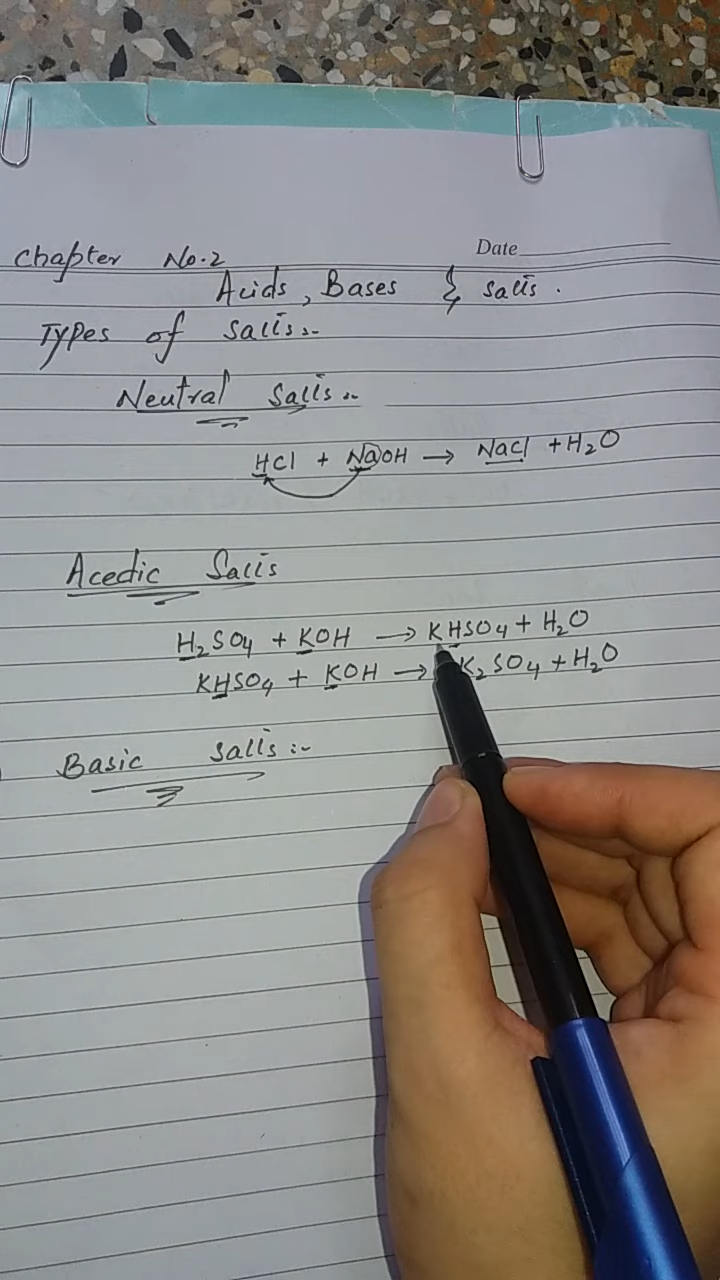 Date
Chapter No.2
Acids, Bases & Salts.
Types of Salts:-
Neutral Salts:-
HCl + NaOH → NaCl + H₂O
Acedic Salts
H₂SO₄ + KOH → KHSO₄ + H₂O
KHSO₄ + KOH → K₂SO₄ + H₂O
Basic Salts:-